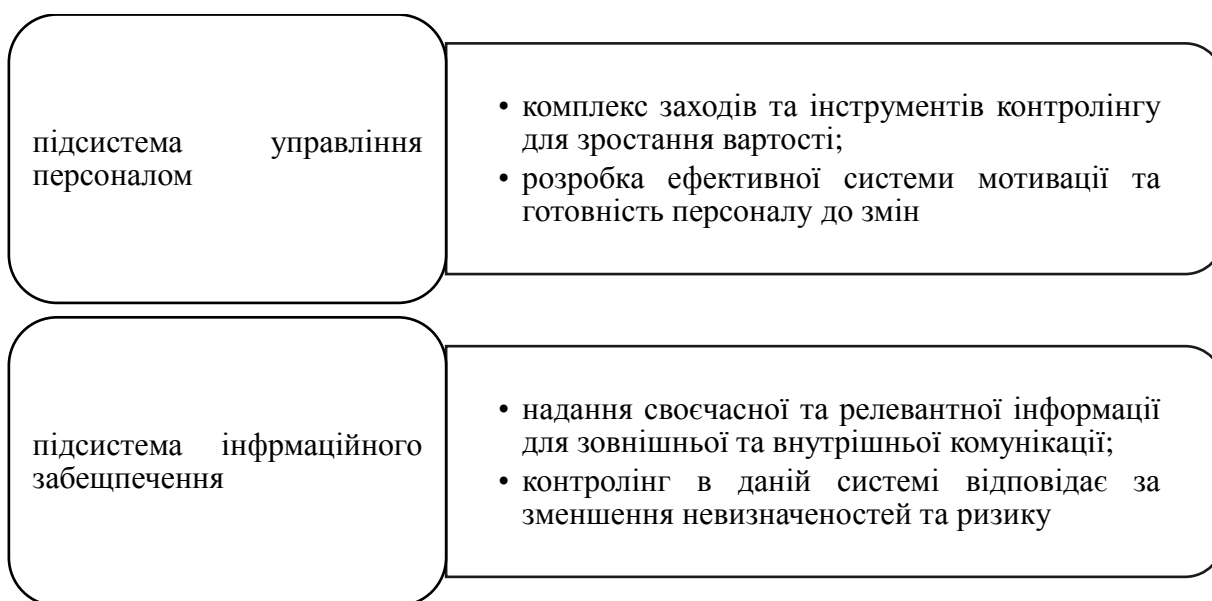 підсистема управління
персоналом
• комплекс заходів та інструментів контролінгу
для зростання вартості;
• розробка ефективної системи мотивації та
готовність персоналу до змін
підсистема інфрмаційного
забещпечення
• надання своєчасної та релевантної інформації
для зовнішньої та внутрішньої комунікації;
• контролінг в даній системі відповідає за
зменшення невизначеностей та ризику